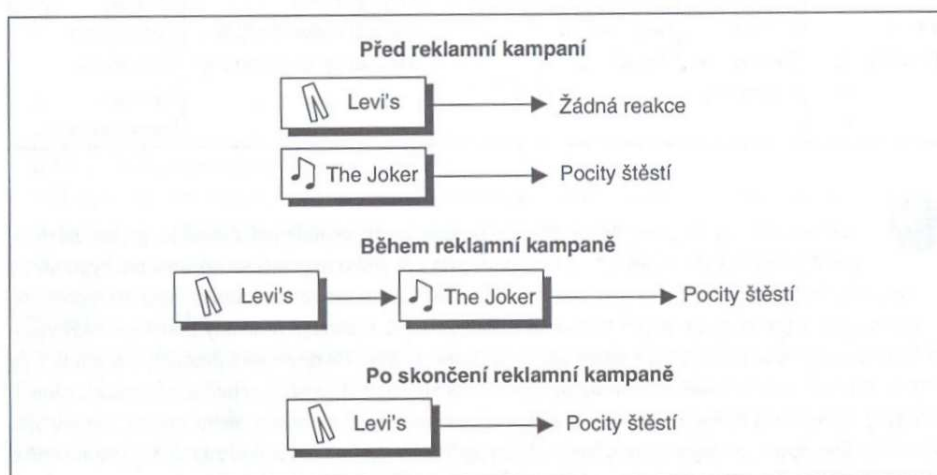 Před reklamní kampaní
Levi's Žádná reakce
The Joker Pocity štěstí
Během reklamní kampaně
Levi's The Joker Pocity štěstí
Po skončení reklamní kampaně
Levi's Pocity štěstí